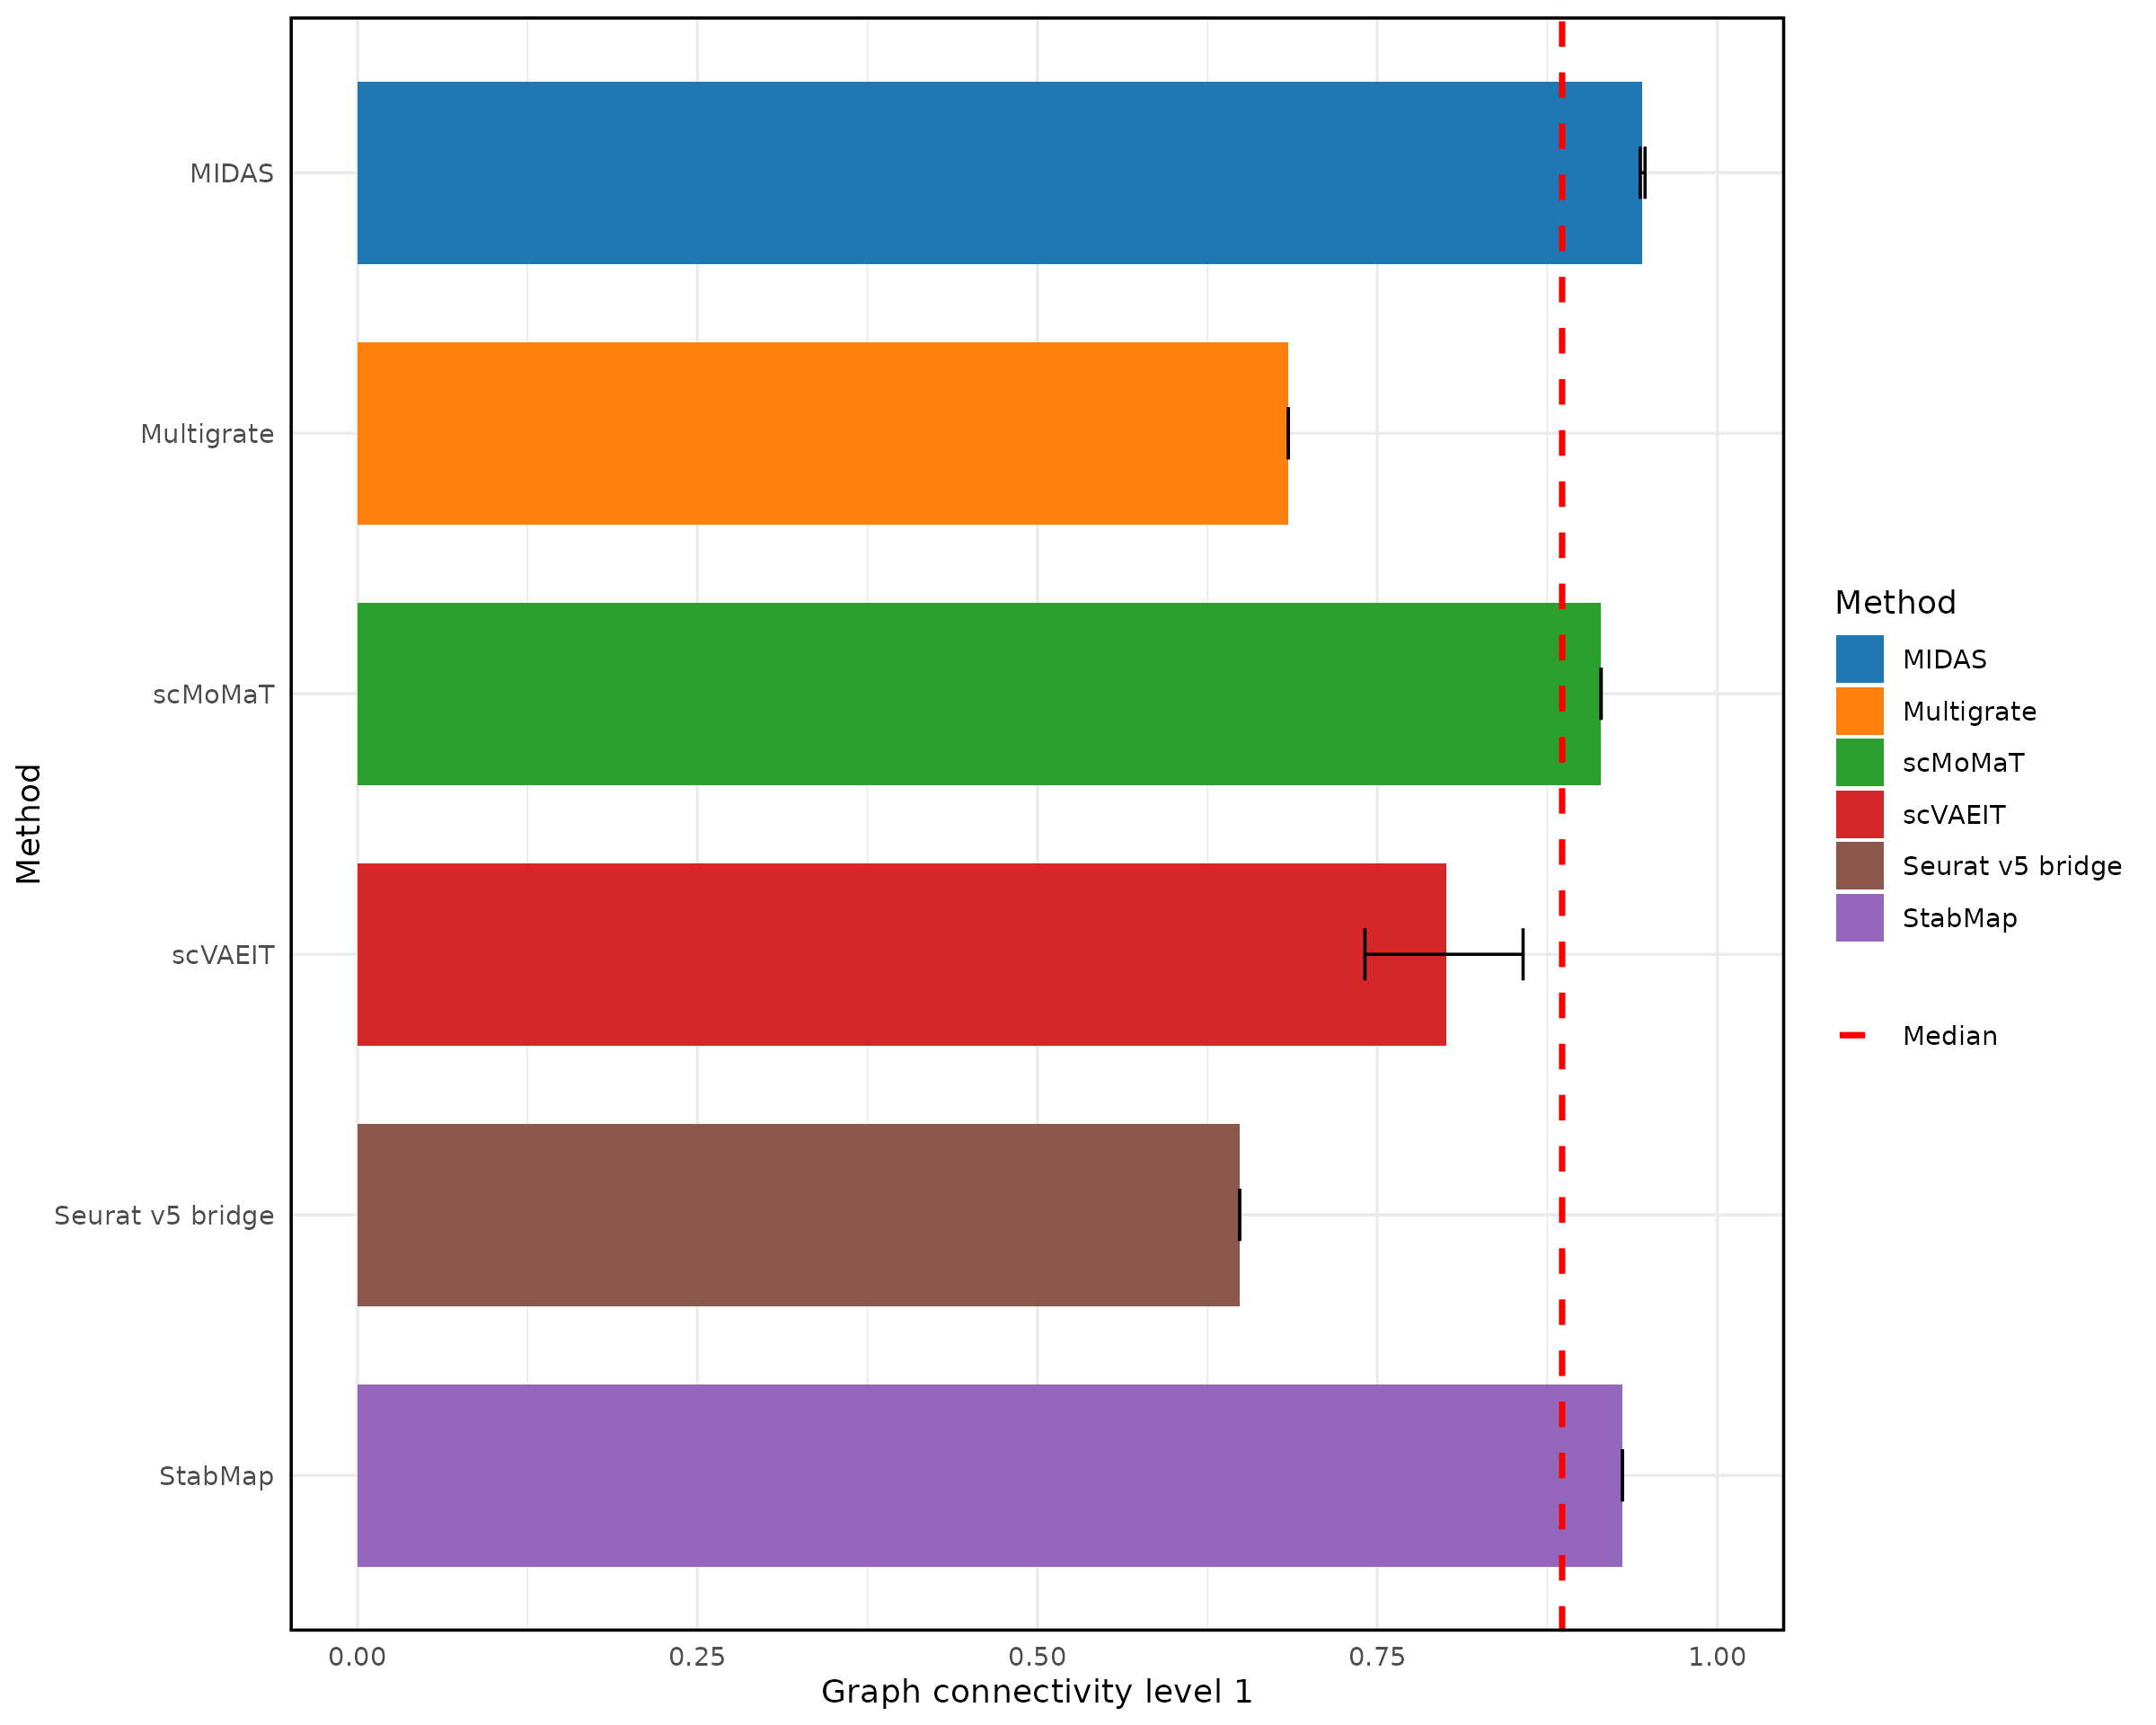 Method
MIDAS
Multigrate
scMoMaT
scVAEIT
Seurat v5 bridge
StabMap
0.00
0.25
0.50
0.75
1.00
Graph connectivity level 1
Method
MIDAS
Multigrate
scMoMaT
scVAEIT
Seurat v5 bridge
StabMap
Median